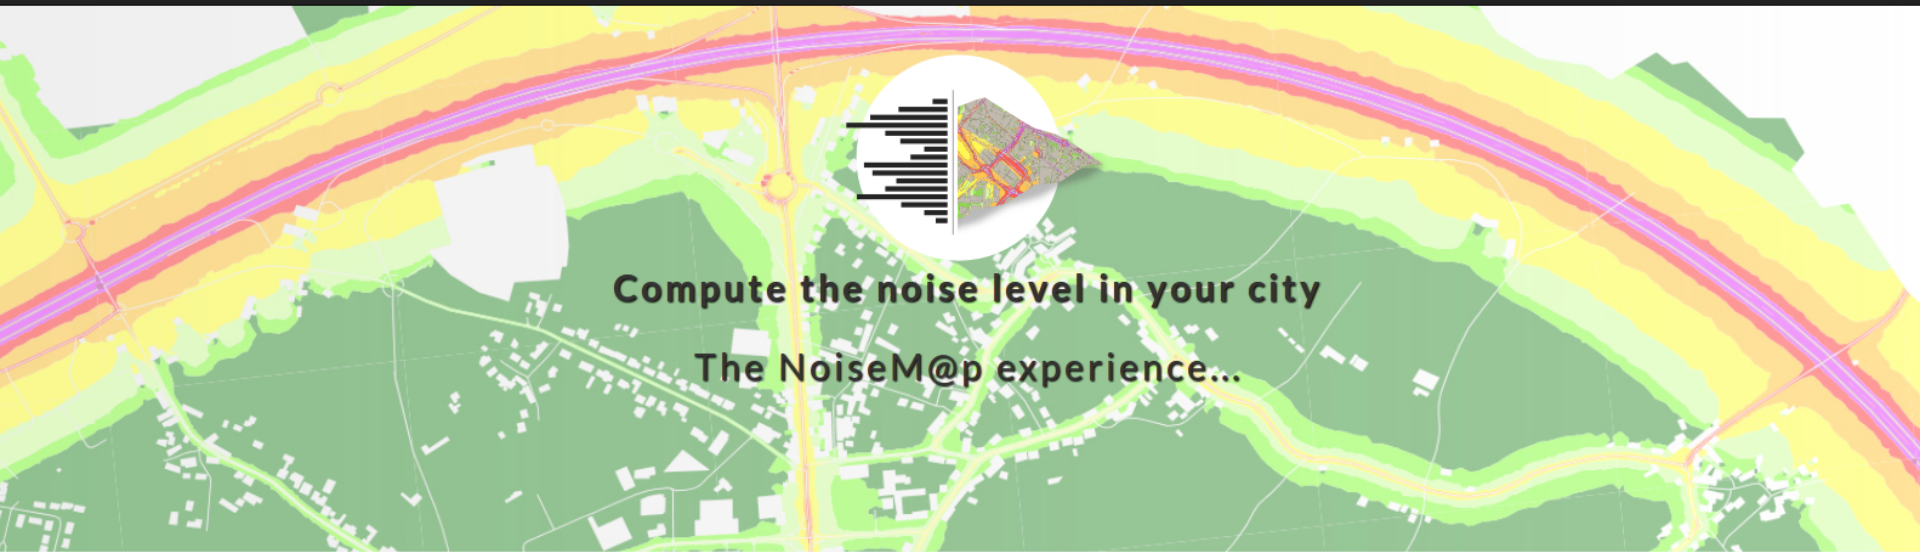 Compute the noise level in your city
The NoiseM@p experience...